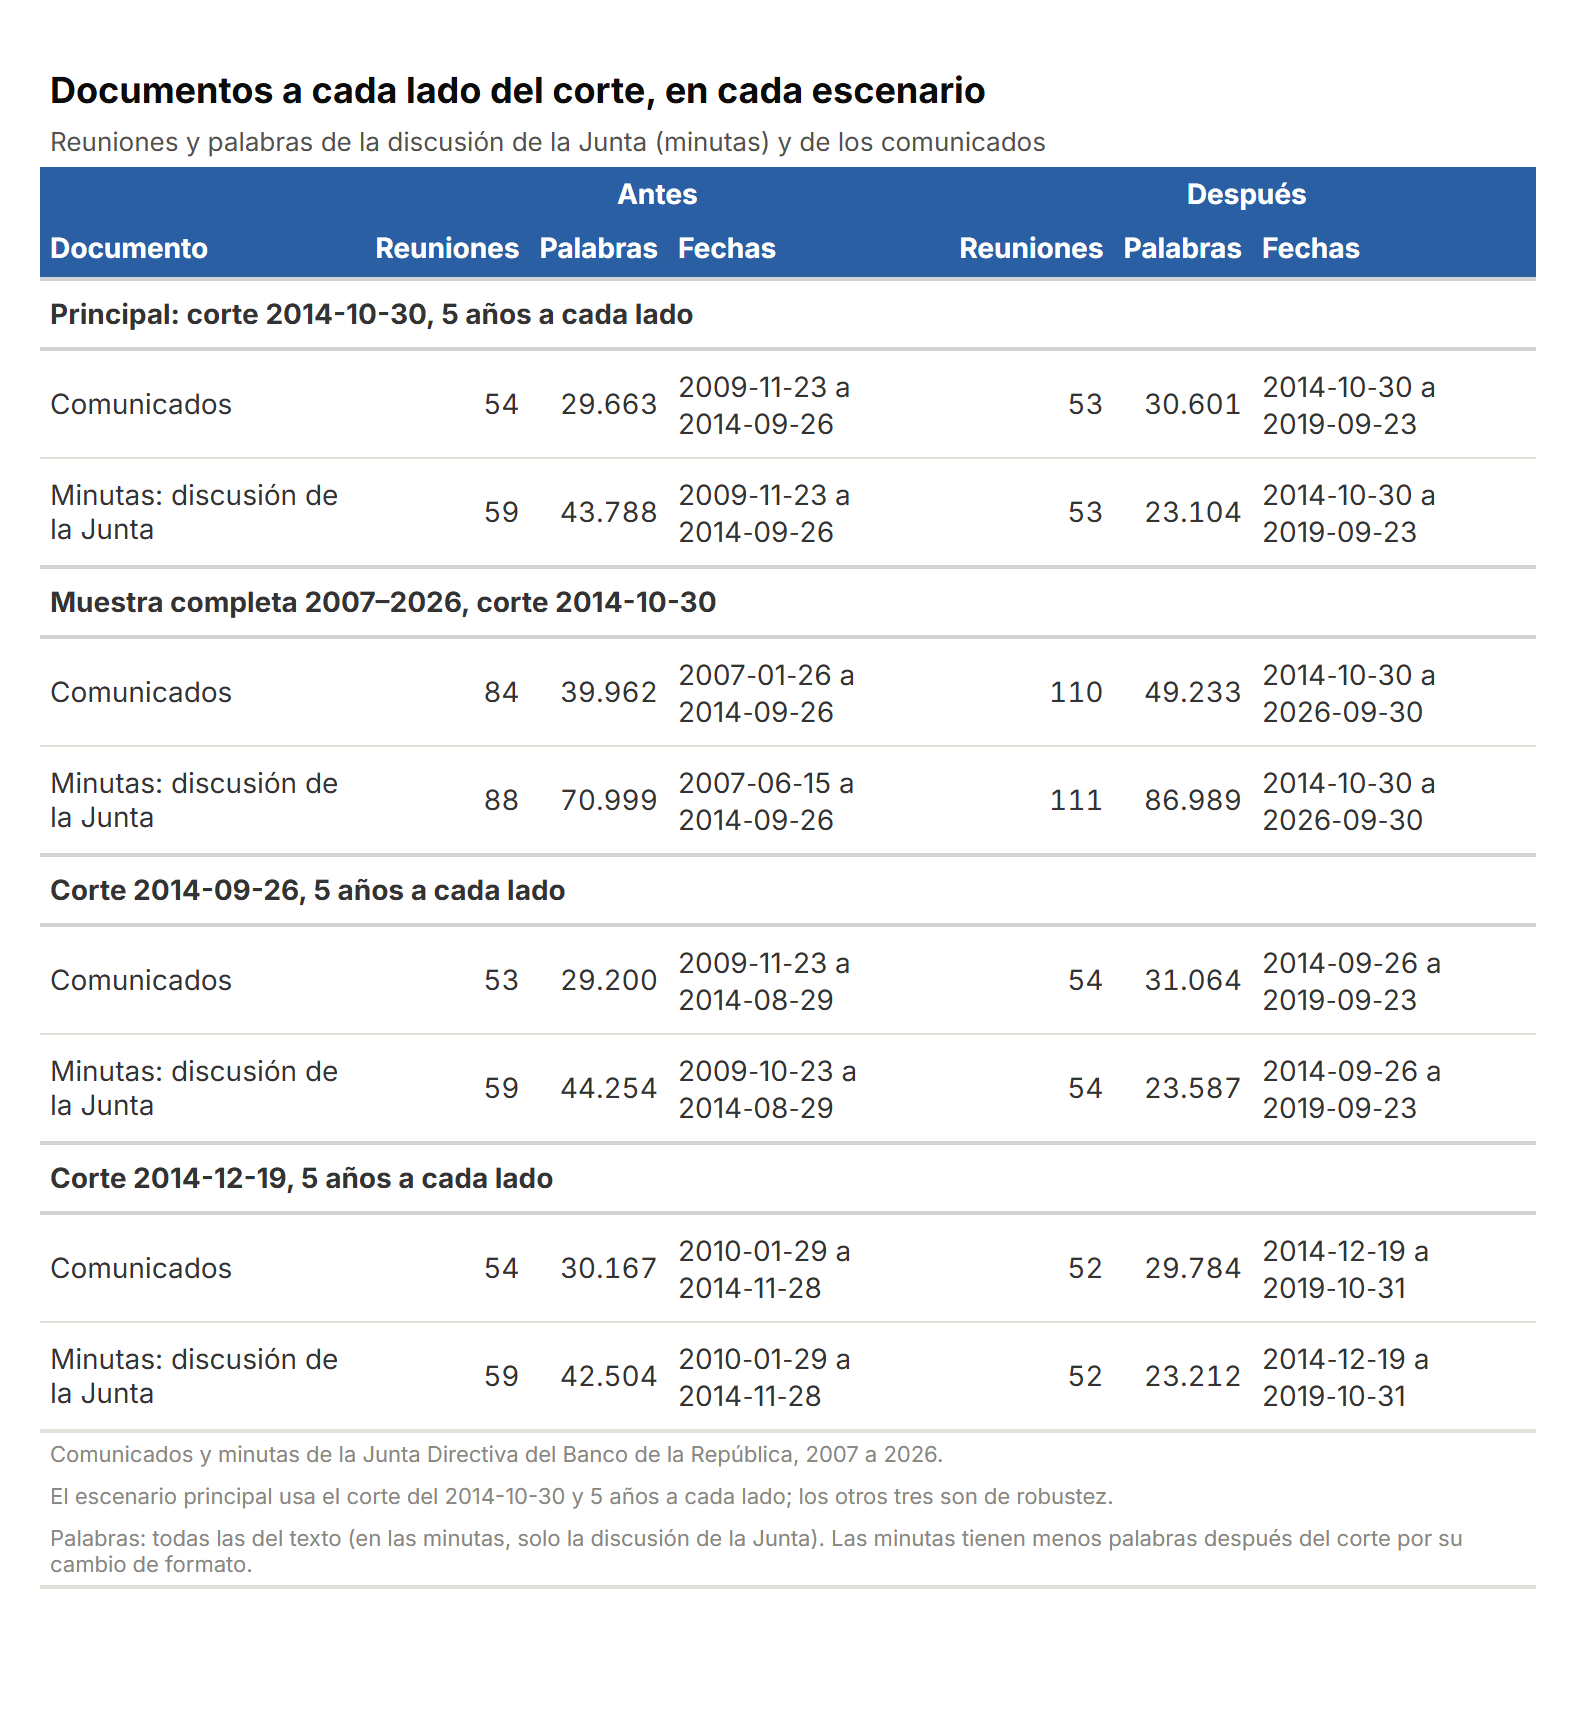 Documentos a cada lado del corte, en cada escenario
Reuniones y palabras de la discusión de la Junta (minutas) y de los comunicados
Antes Después
Documento Reuniones Palabras Fechas Reuniones Palabras Fechas
Principal: corte 2014-10-30, 5 años a cada lado
Comunicados 54 29.663 2009-11-23 a 2014-09-26 53 30.601 2014-10-30 a 2019-09-23
Minutas: discusión de la Junta 59 43.788 2009-11-23 a 2014-09-26 53 23.104 2014-10-30 a 2019-09-23
Muestra completa 2007–2026, corte 2014-10-30
Comunicados 84 39.962 2007-01-26 a 2014-09-26 110 49.233 2014-10-30 a 2026-09-30
Minutas: discusión de la Junta 88 70.999 2007-06-15 a 2014-09-26 111 86.989 2014-10-30 a 2026-09-30
Corte 2014-09-26, 5 años a cada lado
Comunicados 53 29.200 2009-11-23 a 2014-08-29 54 31.064 2014-09-26 a 2019-09-23
Minutas: discusión de la Junta 59 44.254 2009-10-23 a 2014-08-29 54 23.587 2014-09-26 a 2019-09-23
Corte 2014-12-19, 5 años a cada lado
Comunicados 54 30.167 2010-01-29 a 2014-11-28 52 29.784 2014-12-19 a 2019-10-31
Minutas: discusión de la Junta 59 42.504 2010-01-29 a 2014-11-28 52 23.212 2014-12-19 a 2019-10-31
Comunicados y minutas de la Junta Directiva del Banco de la República, 2007 a 2026.
El escenario principal usa el corte del 2014-10-30 y 5 años a cada lado; los otros tres son de robustez.
Palabras: todas las del texto (en las minutas, solo la discusión de la Junta). Las minutas tienen menos palabras después del corte por su
cambio de formato.